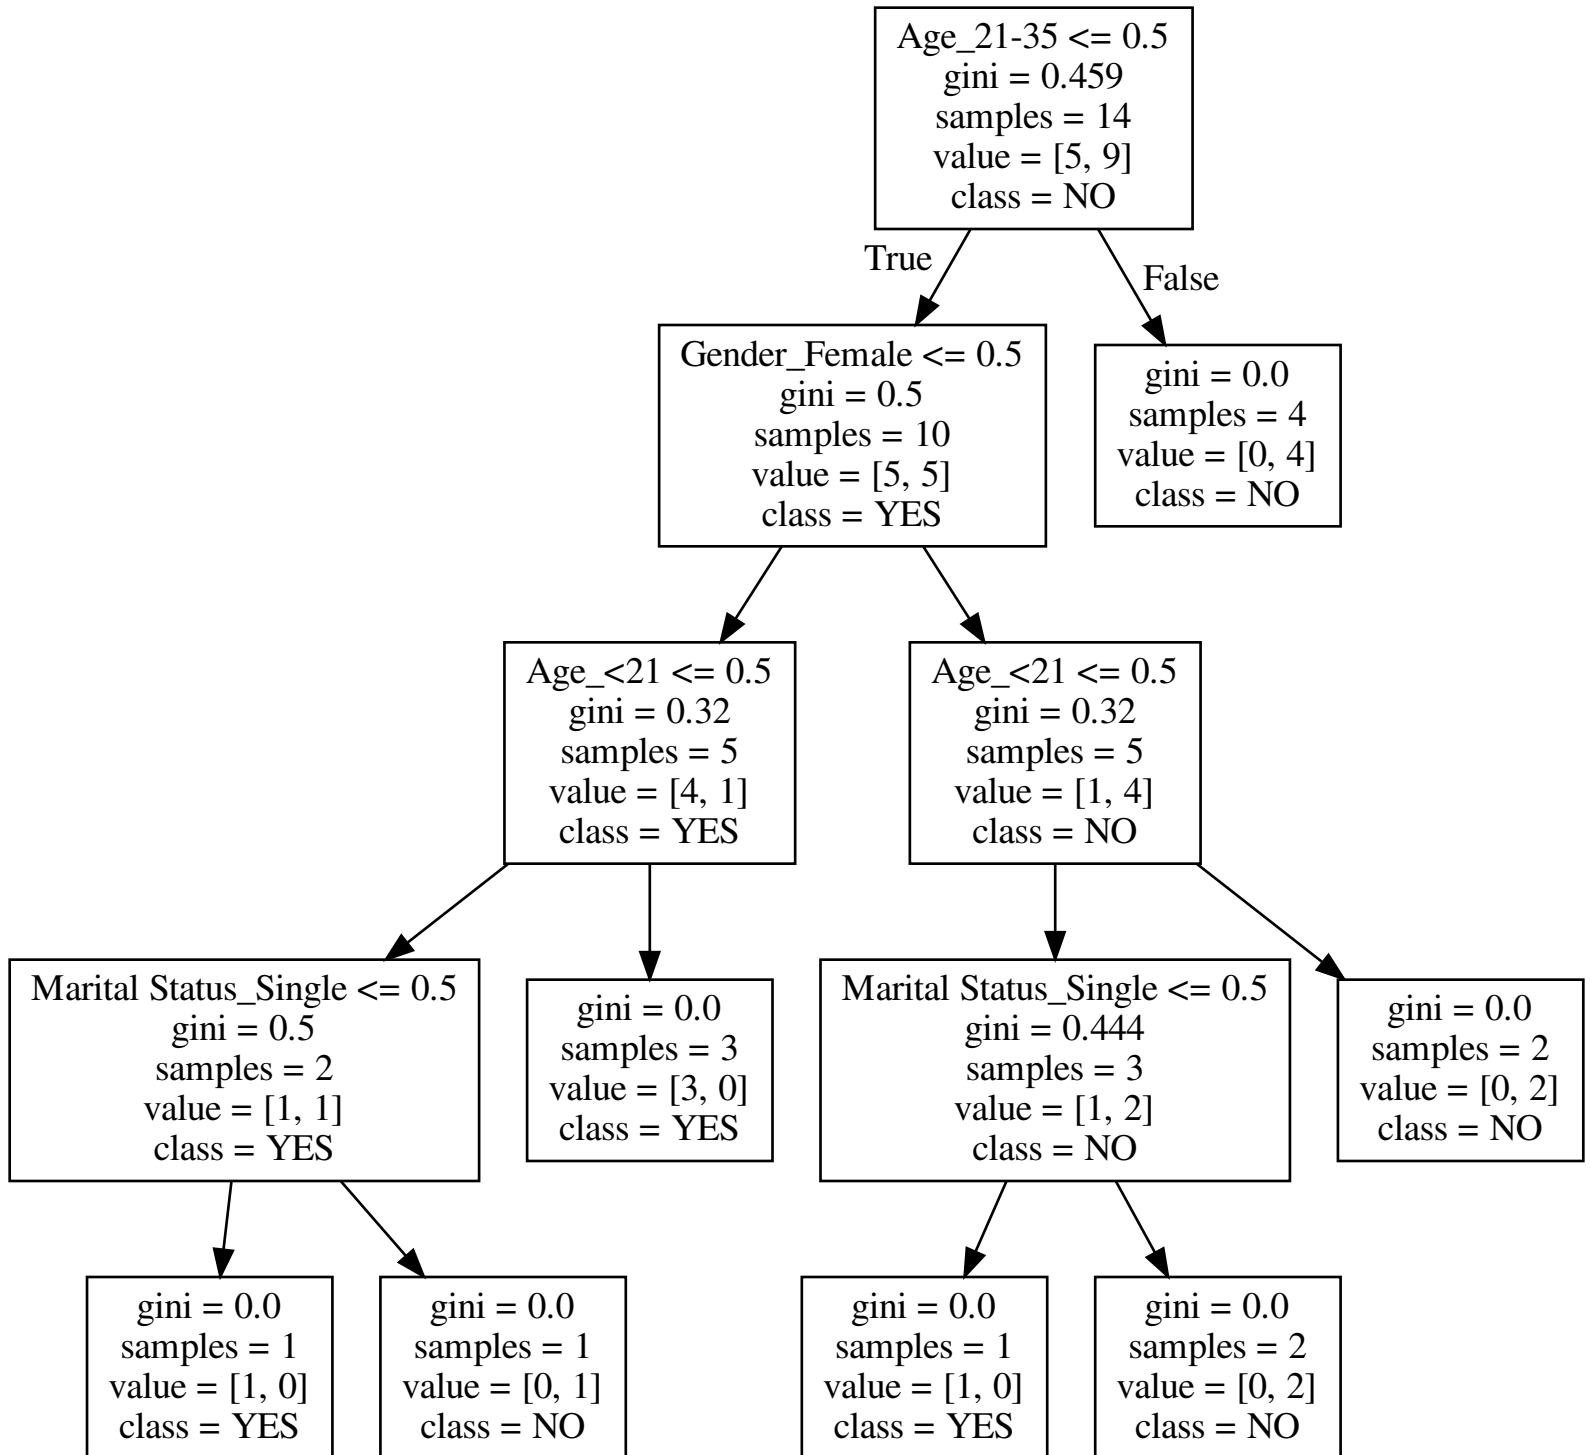 Age_21-35 <= 0.5
gini = 0.459
samples = 14
value = [5, 9]
class = NO
True
False
Gender_Female <= 0.5
gini = 0.5
samples = 10
value = [5, 5]
class = YES
gini = 0.0
samples = 4
value = [0, 4]
class = NO
Age_<21 <= 0.5
gini = 0.32
samples = 5
value = [4, 1]
class = YES
Age_<21 <= 0.5
gini = 0.32
samples = 5
value = [1, 4]
class = NO
Marital Status_Single <= 0.5
gini = 0.5
samples = 2
value = [1, 1]
class = YES
gini = 0.0
samples = 3
value = [3, 0]
class = YES
Marital Status_Single <= 0.5
gini = 0.444
samples = 3
value = [1, 2]
class = NO
gini = 0.0
samples = 2
value = [0, 2]
class = NO
gini = 0.0
samples = 1
value = [1, 0]
class = YES
gini = 0.0
samples = 1
value = [0, 1]
class = NO
gini = 0.0
samples = 1
value = [1, 0]
class = YES
gini = 0.0
samples = 2
value = [0, 2]
class = NO